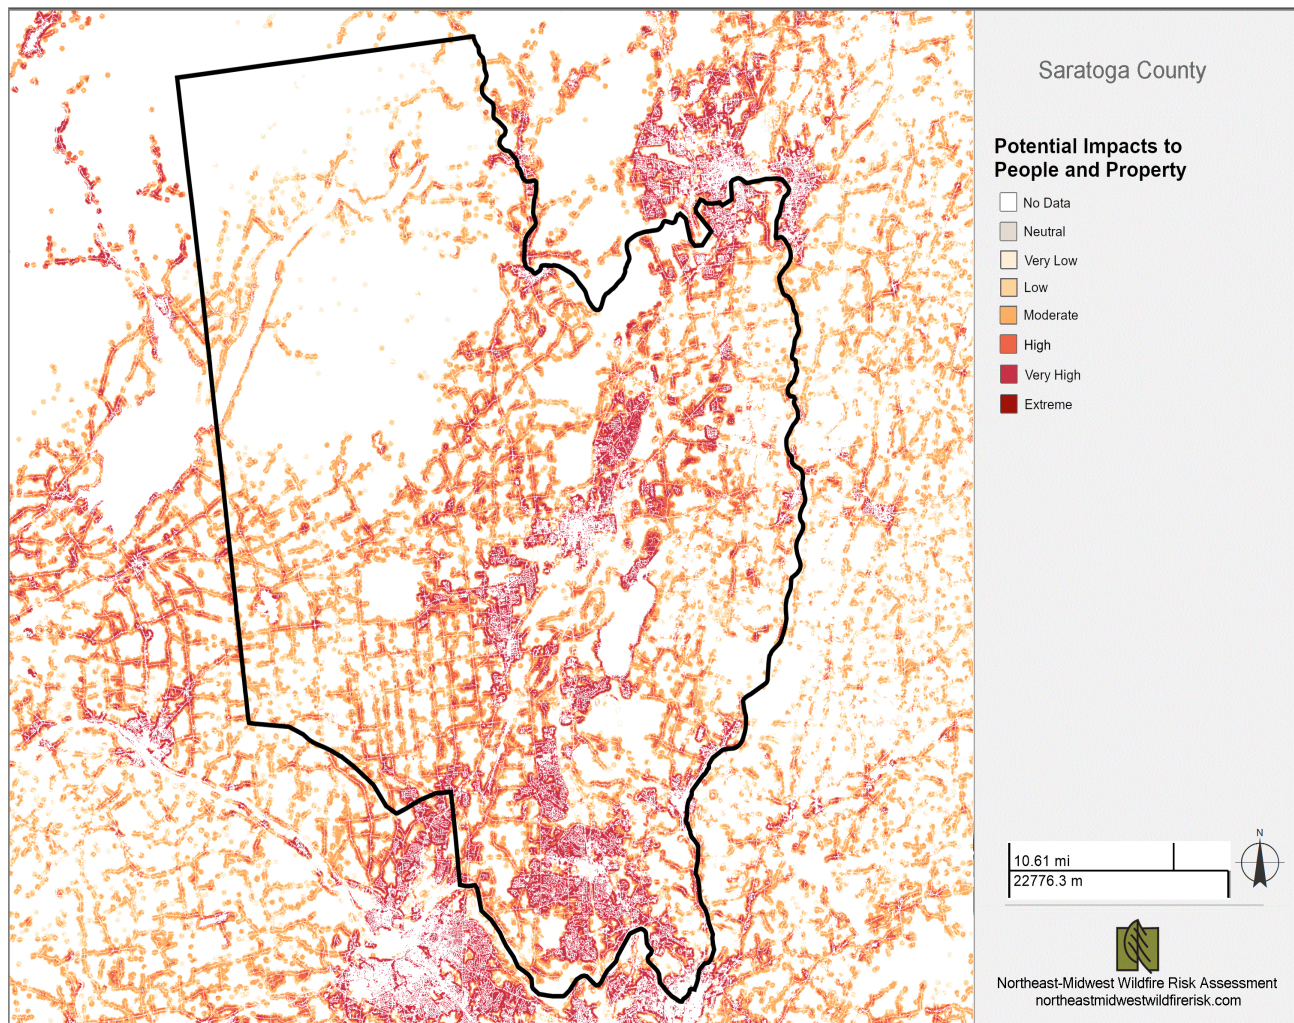 Saratoga County
Potential Impacts to
People and Property
No Data
Neutral
Very Low
Low
Moderate
High
Very High
Extreme
N
10.61 mi
22776.3 m
Northeast-Midwest Wildfire Risk Assessment
northeastmidwestwildfirerisk.com